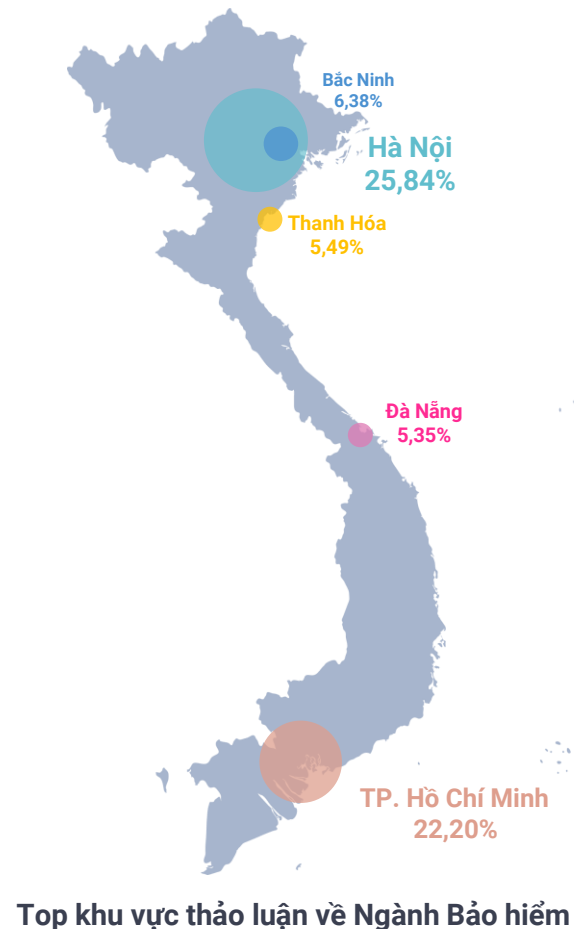 Bắc Ninh
6,38%
Hà Nội
25,84%
Thanh Hóa
5,49%
Đà Nẵng
5,35%
TP. Hồ Chí Minh
22,20%
Top khu vực thảo luận về Ngành Bảo hiểm